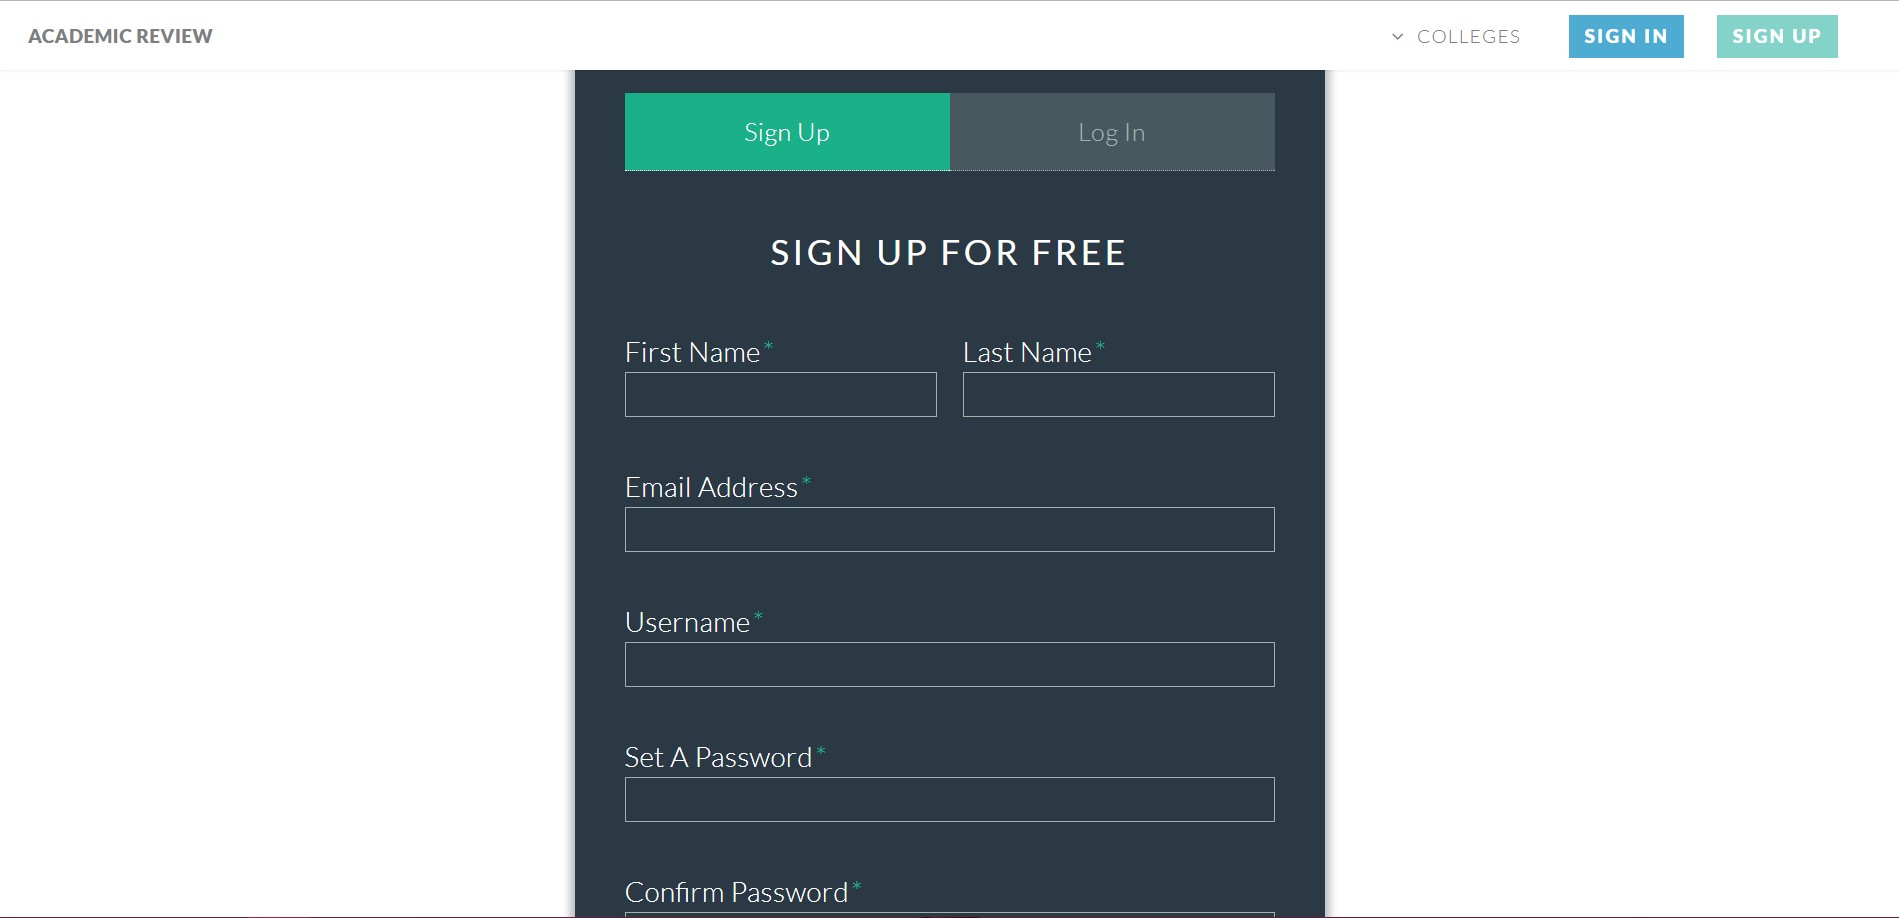 ACADEMIC REVIEW
COLLEGES
SIGN IN
SIGN UP
Sign Up
Log In
SIGN UP FOR FREE
First Name*
Last Name*
Email Address*
Username*
Set A Password*
Confirm Password*